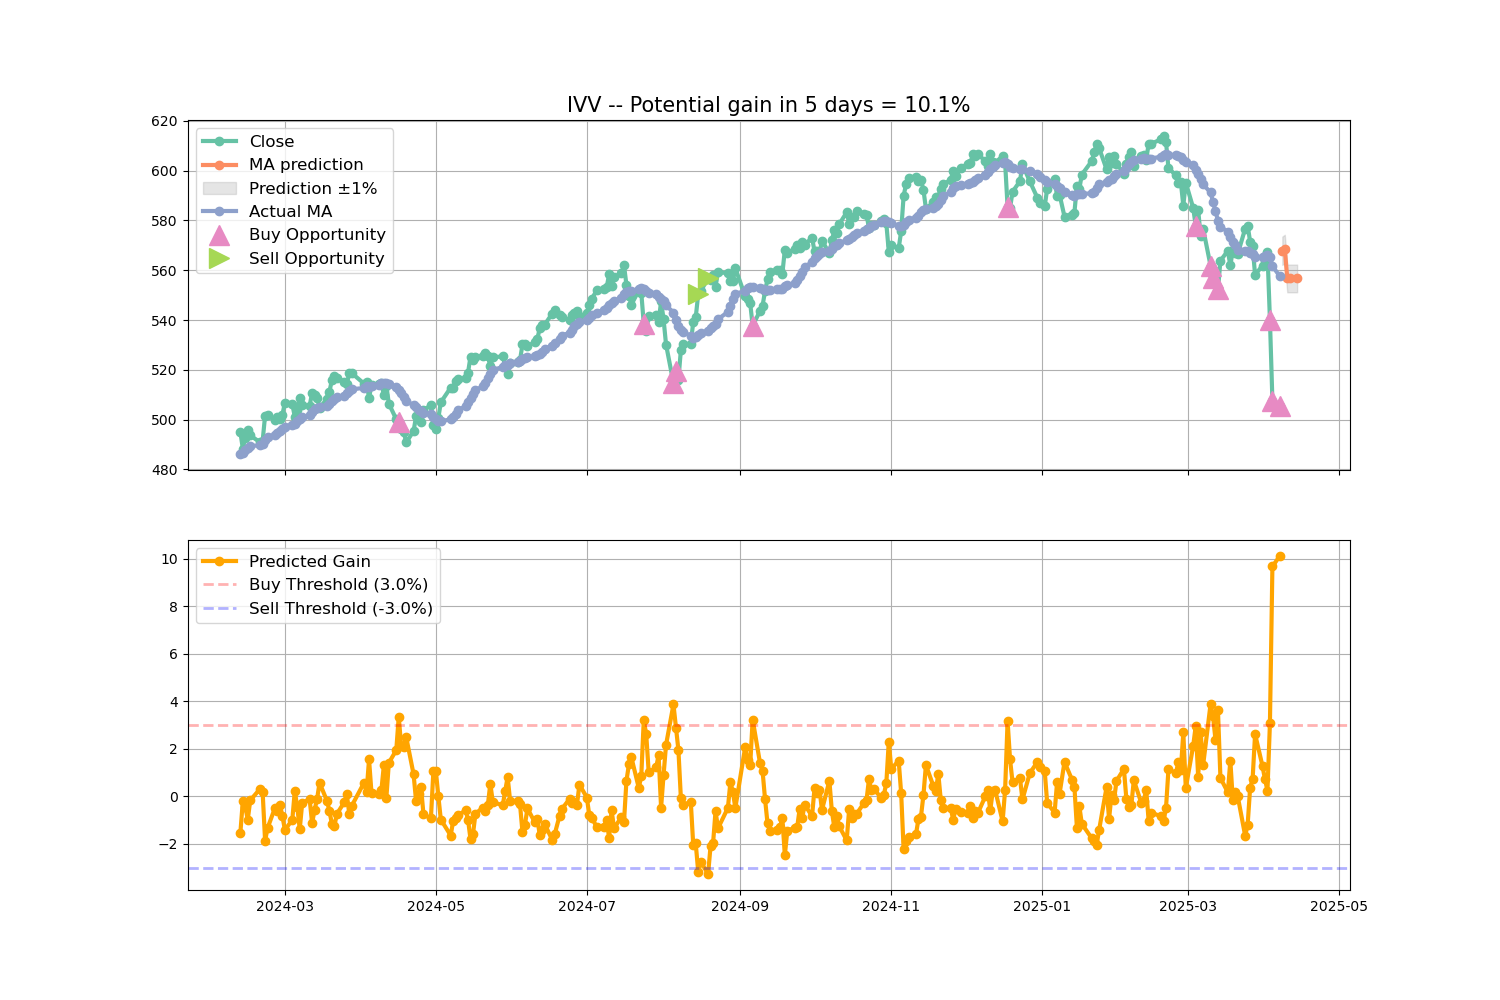 IVV -- Potential gain in 5 days = 10.1%
620
600
580
560
540
520
500
480
Close
MA prediction
Prediction ±1%
Actual MA
Buy Opportunity
Sell Opportunity
10
8
6
4
2
0
−2
Predicted Gain
Buy Threshold (3.0%)
Sell Threshold (-3.0%)
2024-03
2024-05
2024-07
2024-09
2024-11
2025-01
2025-03
2025-05